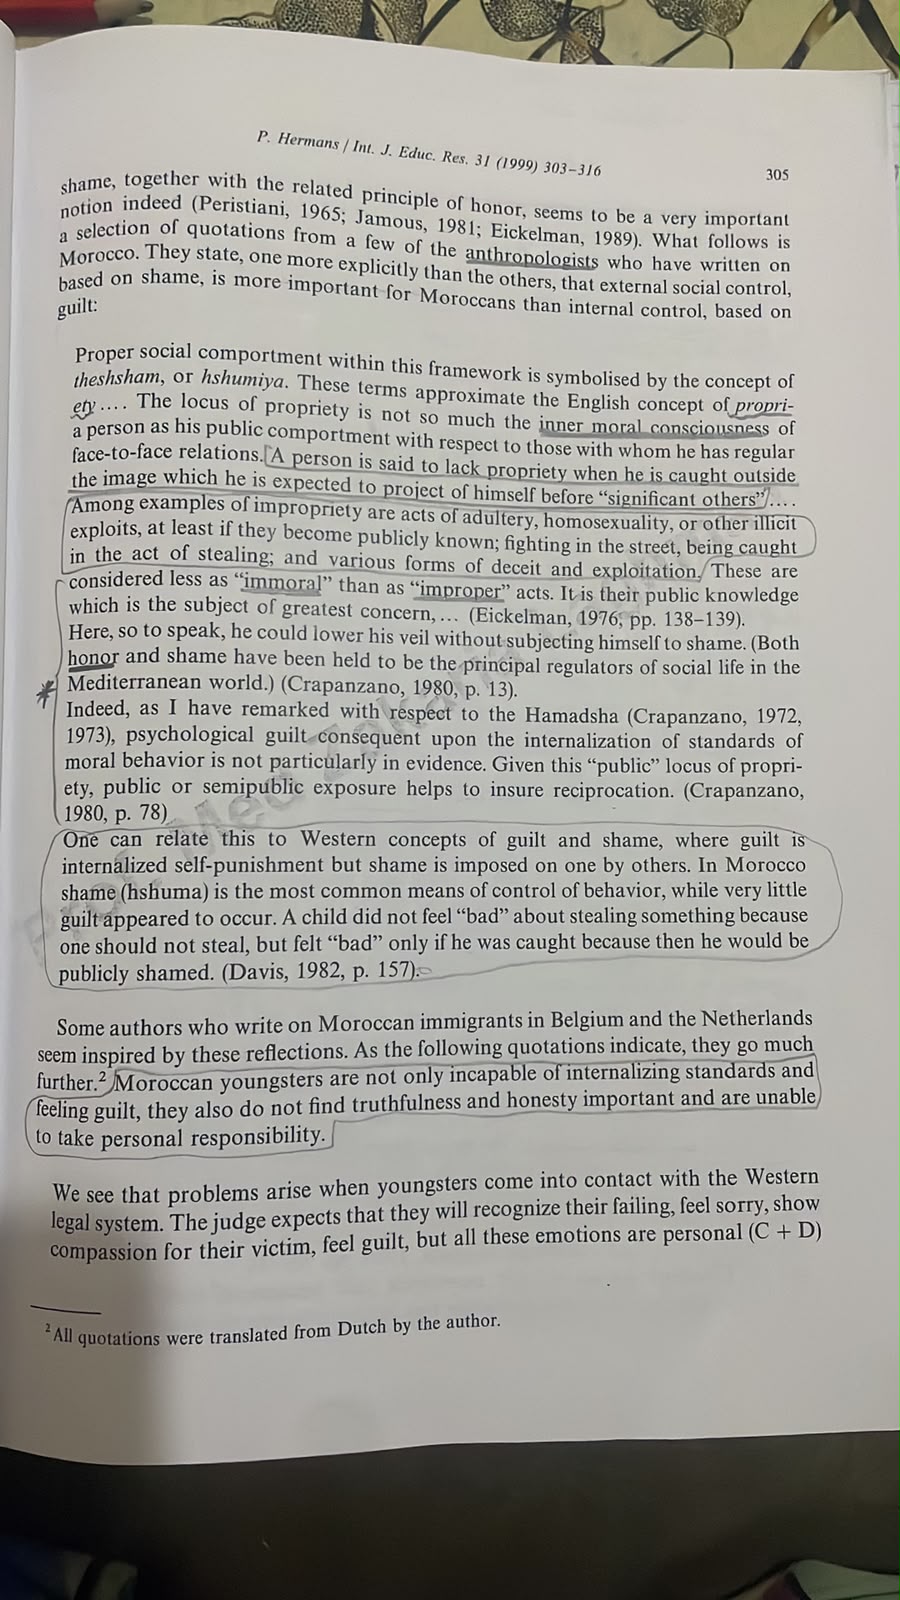 P. Hermans / Int. J. Educ. Res. 31 (1999) 303–316
305
shame, together with the related principle of honor, seems to be a very important
notion indeed (Peristiani, 1965; Jamous, 1981; Eickelman, 1989). What follows is
a selection of quotations from a few of the anthropologists who have written on
Morocco. They state, one more explicitly than the others, that external social control,
based on shame, is more important for Moroccans than internal control, based on
guilt:
Proper social comportment within this framework is symbolised by the concept of
theshsham, or hshumiya. These terms approximate the English concept of propri-
ety .... The locus of propriety is not so much the inner moral consciousness of
a person as his public comportment with respect to those with whom he has regular
face-to-face relations. A person is said to lack propriety when he is caught outside
the image which he is expected to project of himself before “significant others” ....
Among examples of impropriety are acts of adultery, homosexuality, or other illicit
exploits, at least if they become publicly known; fighting in the street, being caught
in the act of stealing; and various forms of deceit and exploitation. These are
considered less as “immoral” than as “improper” acts. It is their public knowledge
which is the subject of greatest concern, ... (Eickelman, 1976, pp. 138–139).
Here, so to speak, he could lower his veil without subjecting himself to shame. (Both
honor and shame have been held to be the principal regulators of social life in the
Mediterranean world.) (Crapanzano, 1980, p. 13).
Indeed, as I have remarked with respect to the Hamadsha (Crapanzano, 1972,
1973), psychological guilt consequent upon the internalization of standards of
moral behavior is not particularly in evidence. Given this “public” locus of propri-
ety, public or semipublic exposure helps to insure reciprocation. (Crapanzano,
1980, p. 78)
One can relate this to Western concepts of guilt and shame, where guilt is
internalized self-punishment but shame is imposed on one by others. In Morocco
shame (hshuma) is the most common means of control of behavior, while very little
guilt appeared to occur. A child did not feel “bad” about stealing something because
one should not steal, but felt “bad” only if he was caught because then he would be
publicly shamed. (Davis, 1982, p. 157).
Some authors who write on Moroccan immigrants in Belgium and the Netherlands
seem inspired by these reflections. As the following quotations indicate, they go much
further.² Moroccan youngsters are not only incapable of internalizing standards and
feeling guilt, they also do not find truthfulness and honesty important and are unable
to take personal responsibility.
We see that problems arise when youngsters come into contact with the Western
legal system. The judge expects that they will recognize their failing, feel sorry, show
compassion for their victim, feel guilt, but all these emotions are personal (C + D)
² All quotations were translated from Dutch by the author.
Prof. Med Zakaria